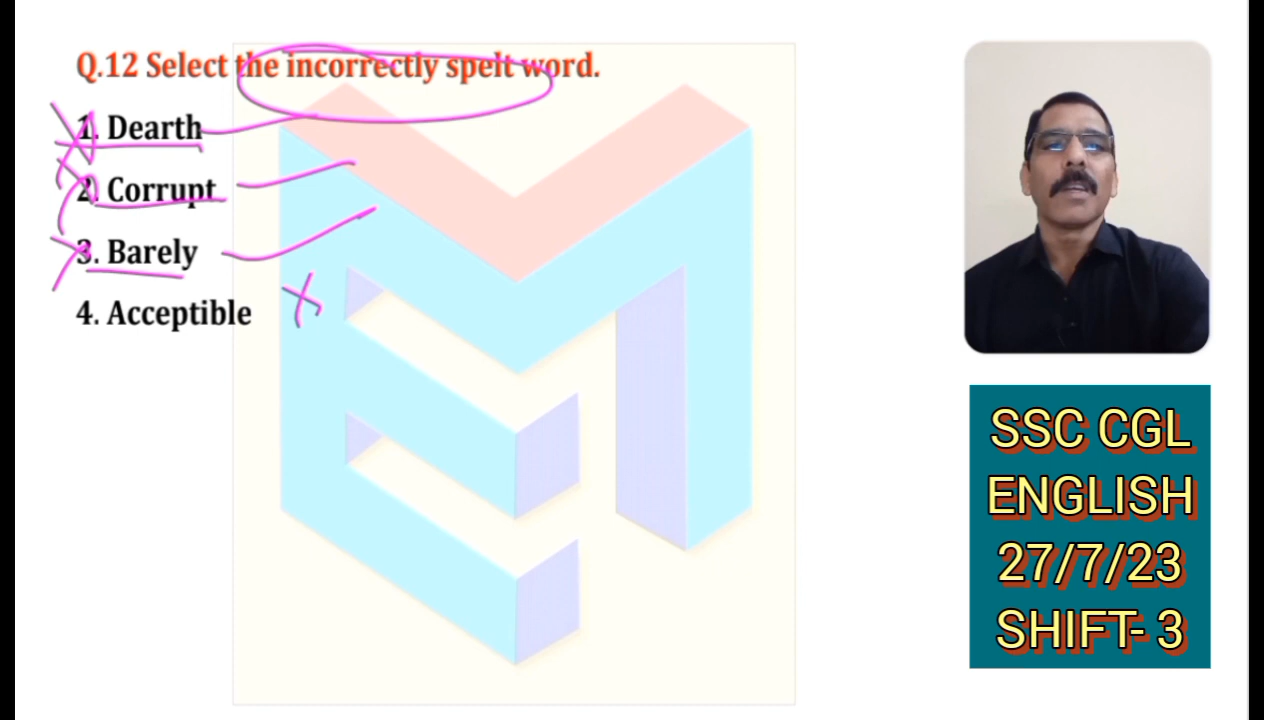 Q.12 Select the incorrectly spelt word.
1. Dearth
2. Corrupt
3. Barely
4. Acceptible
SSC CGL
ENGLISH
27/7/23
SHIFT- 3